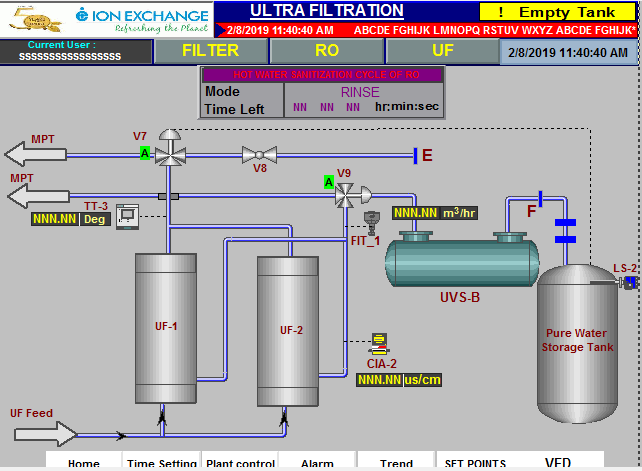 ION EXCHANGE
Refreshing the Planet
ULTRA FILTRATION
! Empty Tank
2/8/2019 11:40:40 AM ABCDE FGHIJK LMNOPQ RSTUV WXYZ ABCDE FGHIJK*
Current User :
sssssssssssssssss
FILTER
RO
UF
2/8/2019 11:40:40 AM
HOT WATER SANITIZATION CYCLE OF RO
Mode RINSE
Time Left NN NN NN hr:min:sec
MPT
V7
A
V8
E
MPT
A
V9
TT-3
NNN.NN Deg
NNN.NN m³/hr
F
FIT_1
LS-2
UVS-B
UF-1
UF-2
Pure Water
Storage Tank
CIA-2
NNN.NN us/cm
UF Feed
Home Time Setting Plant control Alarm Trend SET POINTS VFD